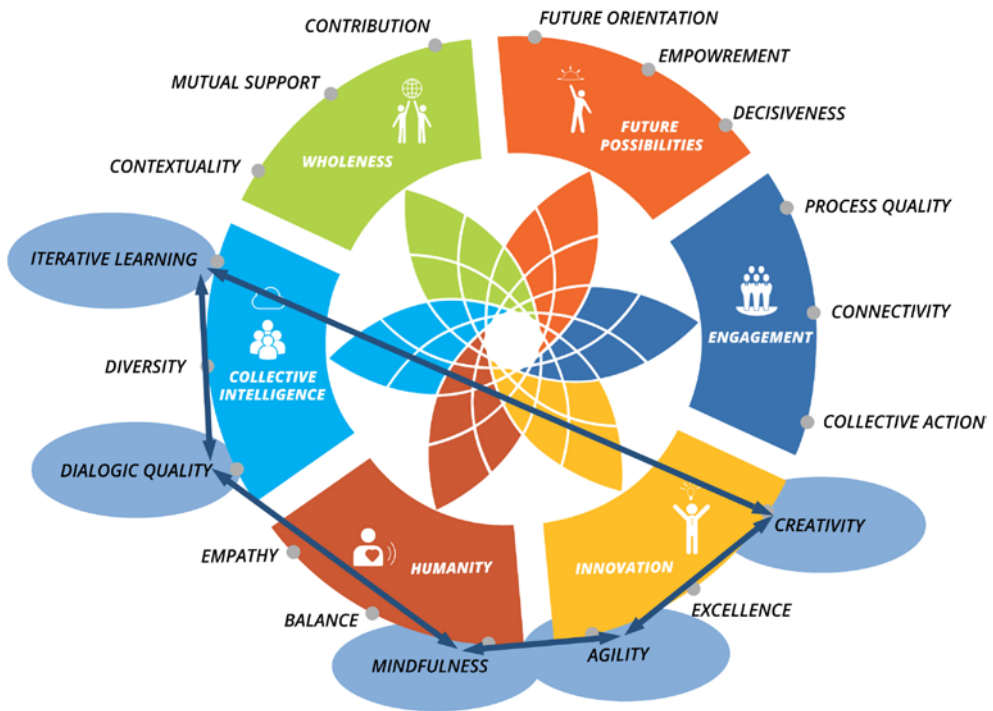 CONTRIBUTION
FUTURE ORIENTATION
EMPOWREMENT
MUTUAL SUPPORT
DECISIVENESS
FUTURE
POSSIBILITIES
WHOLENESS
CONTEXTUALITY
PROCESS QUALITY
ITERATIVE LEARNING
CONNECTIVITY
ENGAGEMENT
DIVERSITY
COLLECTIVE
INTELLIGENCE
COLLECTIVE ACTION
DIALOGIC QUALITY
CREATIVITY
EMPATHY
HUMANITY
INNOVATION
EXCELLENCE
BALANCE
AGILITY
MINDFULNESS